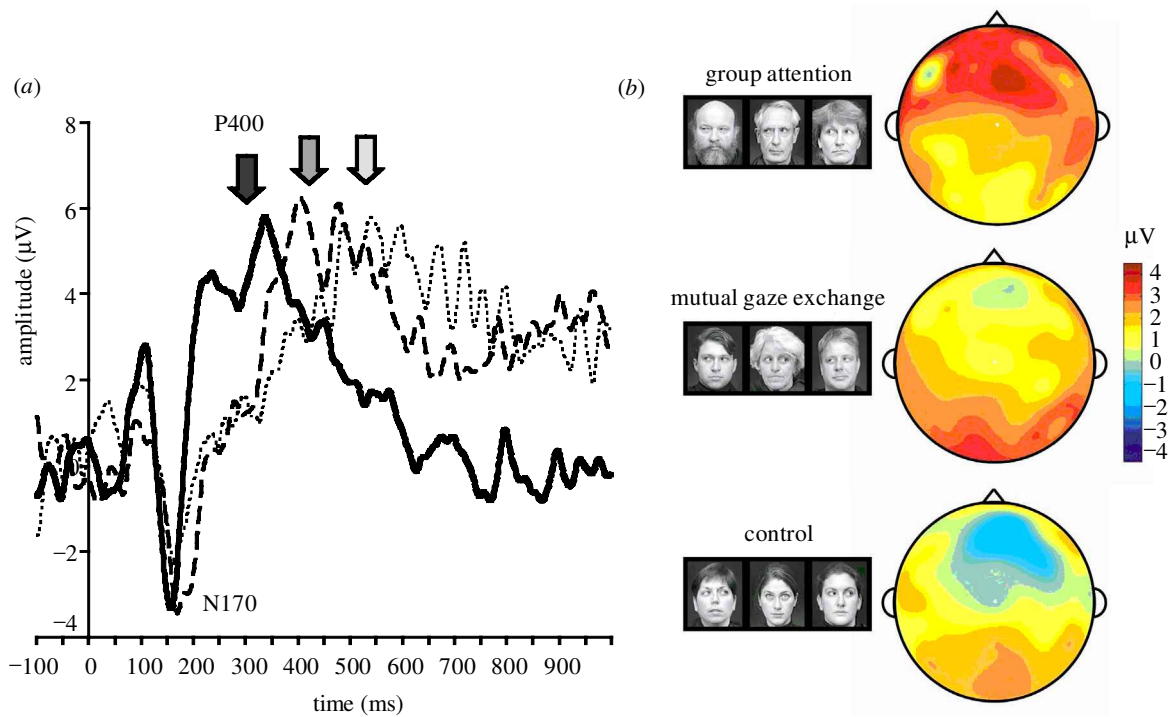 (a)
8
6
4
2
−2
−4
amplitude (µV)
P400
N170
−100 0 100 200 300 400 500 600 700 800 900
time (ms)
(b)
group attention
mutual gaze exchange
control
µV
4
3
2
1
0
−1
−2
−3
−4